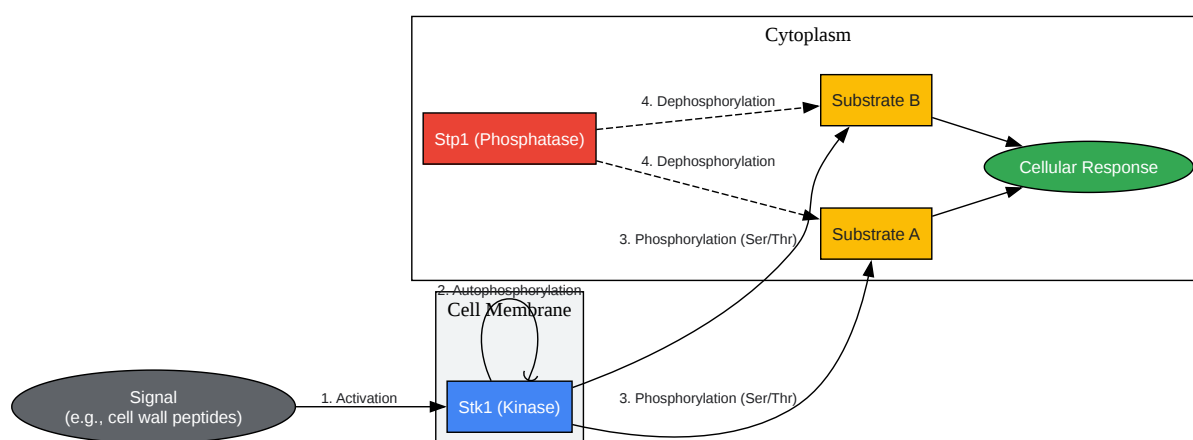 Cytoplasm
4. Dephosphorylation
Substrate B
Stp1 (Phosphatase)
4. Dephosphorylation
Cellular Response
Substrate A
3. Phosphorylation (Ser/Thr)
2. Autophosphorylation
Cell Membrane
Signal
(e.g., cell wall peptides)
1. Activation
Stk1 (Kinase)
3. Phosphorylation (Ser/Thr)